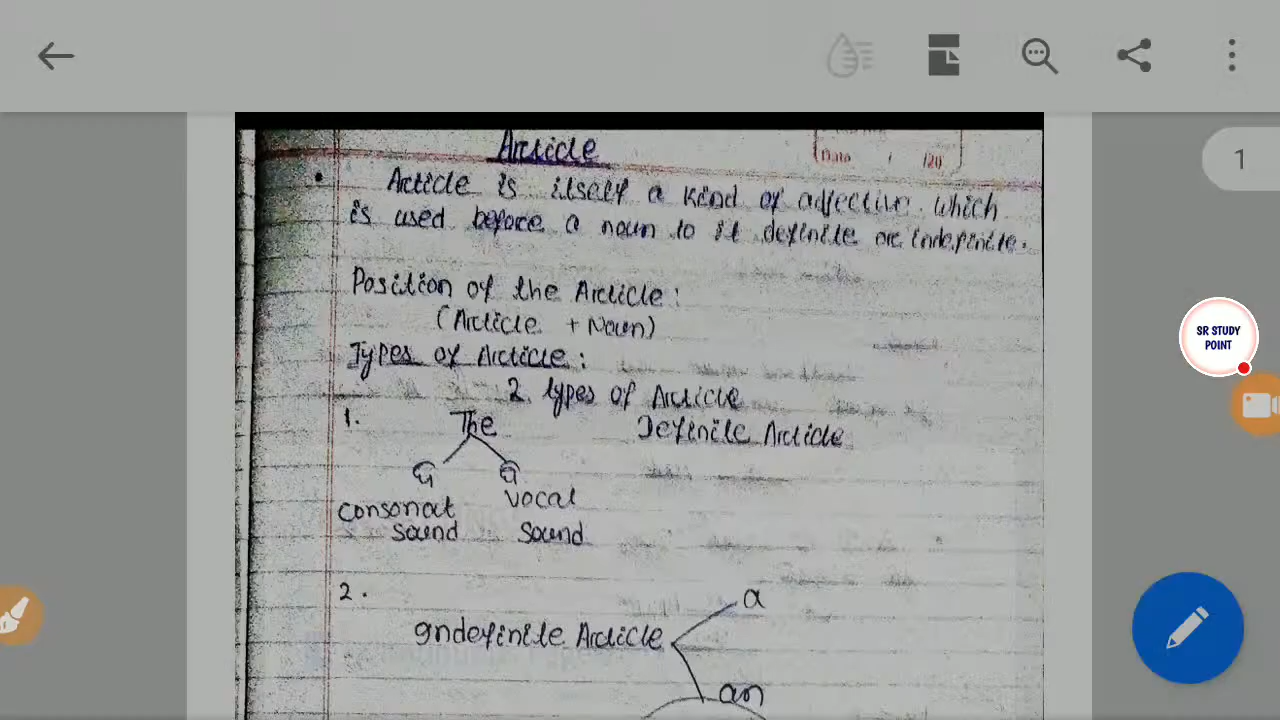 1
Article
Date / /20
Article is itself a kind of adjective. which
is used before a noun to it definite or indefinite.
Position of the Article:
(Article + Noun)
SR STUDY
POINT
Types of Article:
2 types of Article
1. The Definite Article
consonat
sound
vocal
sound
2.
Indefinite Article
a
an